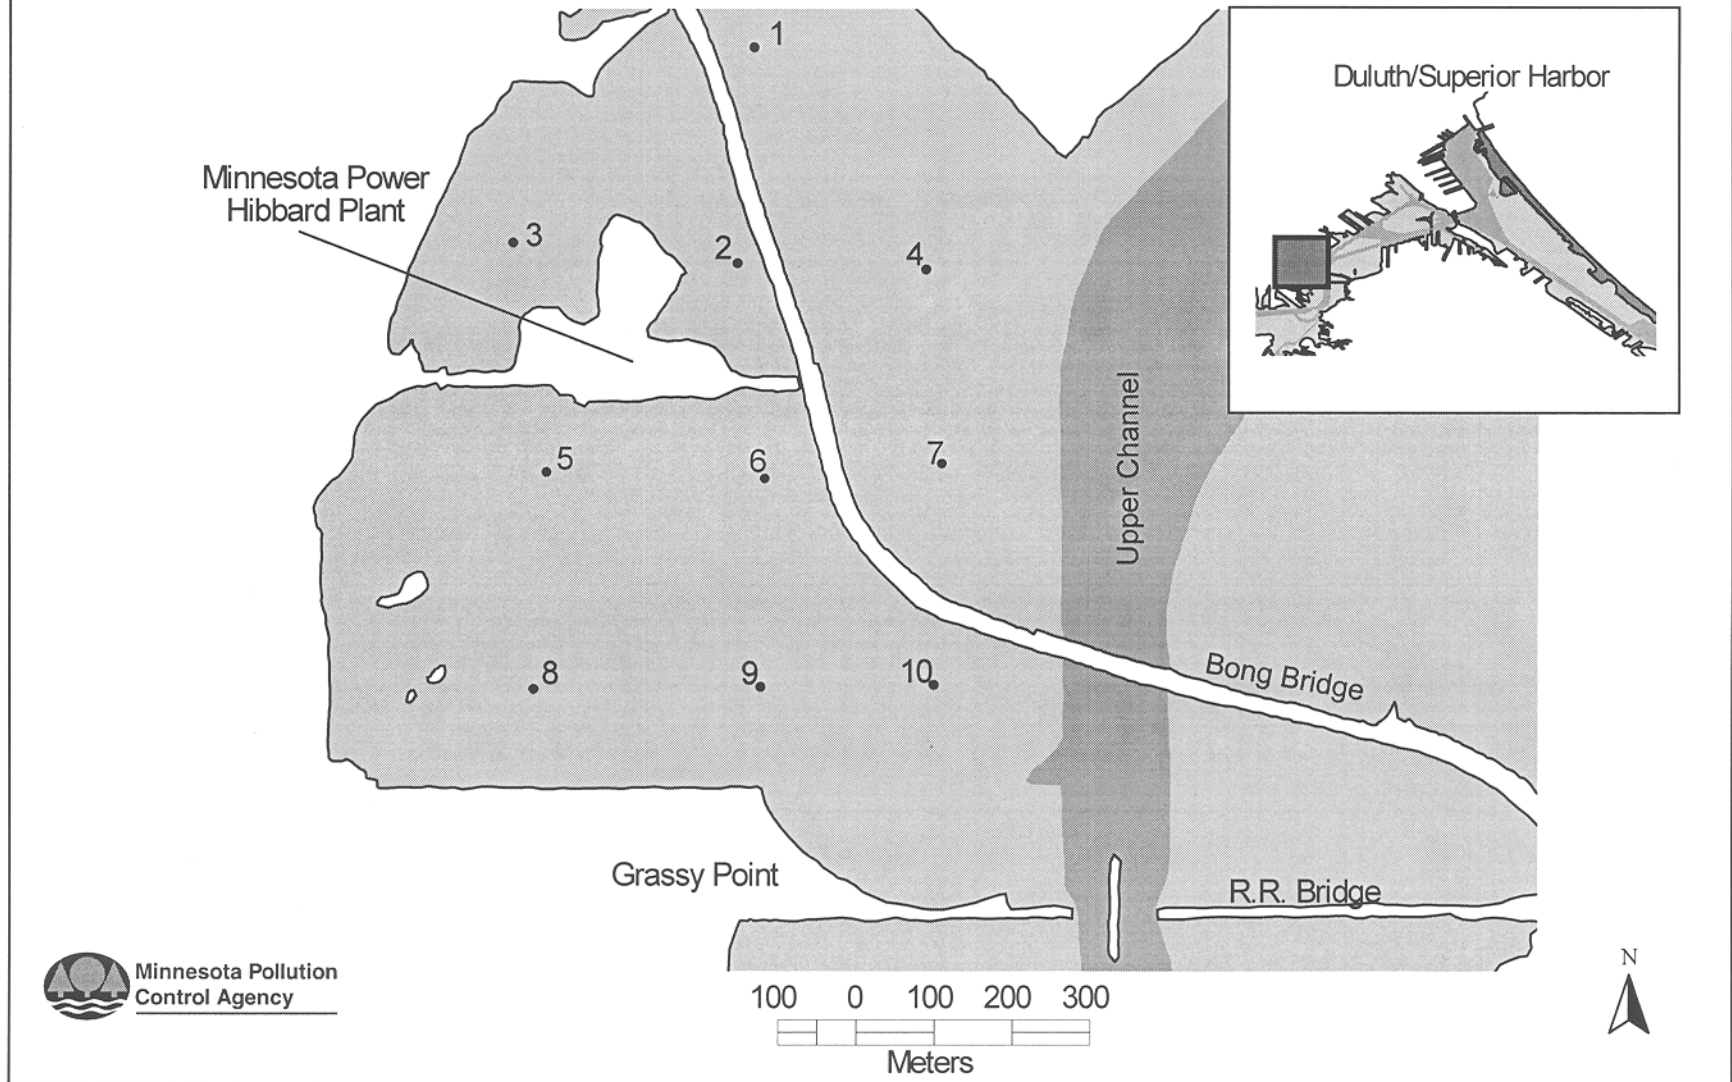 1
Duluth/Superior Harbor
Minnesota Power
Hibbard Plant
3
2
4
Upper Channel
5
6
7
8
9
10
Bong Bridge
Grassy Point
R.R. Bridge
N
Minnesota Pollution
Control Agency
100 0 100 200 300
Meters